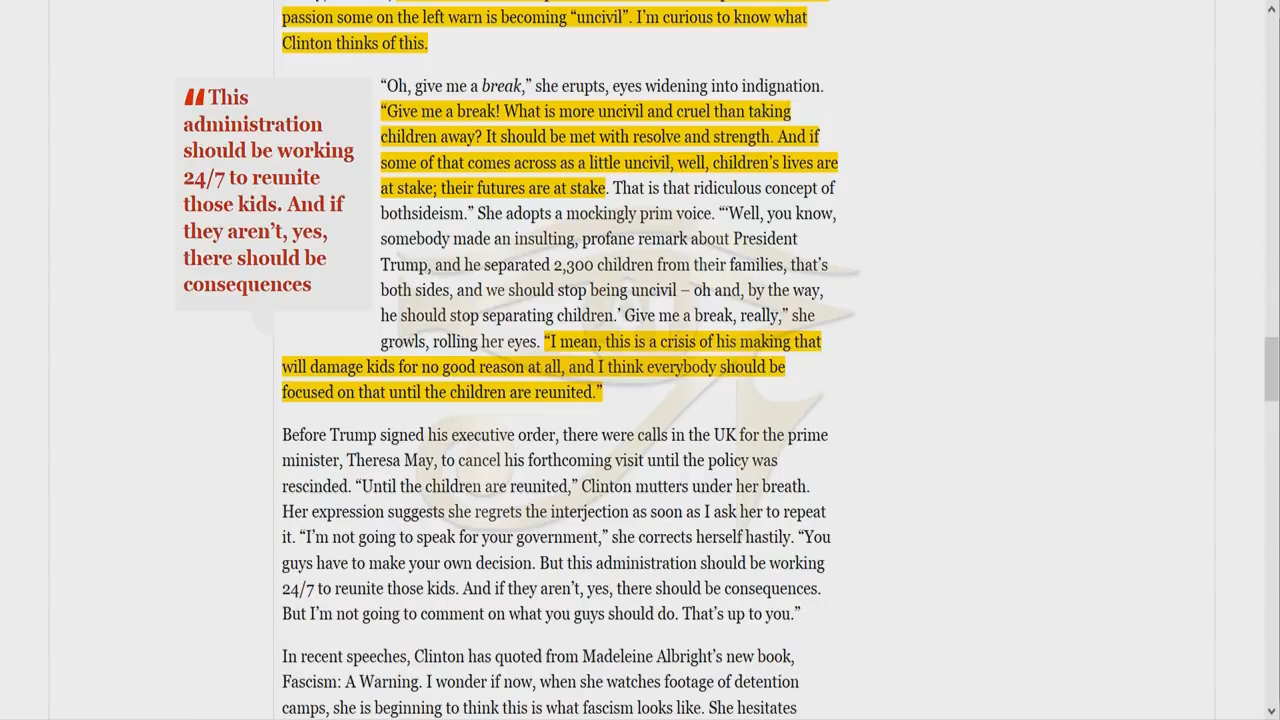 passion some on the left warn is becoming “uncivil”. I’m curious to know what
Clinton thinks of this.
“Oh, give me a break,” she erupts, eyes widening into indignation.
“Give me a break! What is more uncivil and cruel than taking
children away? It should be met with resolve and strength. And if
some of that comes across as a little uncivil, well, children’s lives are
at stake; their futures are at stake. That is that ridiculous concept of
bothsideism.” She adopts a mockingly prim voice. “‘Well, you know,
somebody made an insulting, profane remark about President
Trump, and he separated 2,300 children from their families, that’s
both sides, and we should stop being uncivil – oh and, by the way,
he should stop separating children.’ Give me a break, really,” she
growls, rolling her eyes. “I mean, this is a crisis of his making that
will damage kids for no good reason at all, and I think everybody should be
focused on that until the children are reunited.”
“This
administration
should be working
24/7 to reunite
those kids. And if
they aren’t, yes,
there should be
consequences
Before Trump signed his executive order, there were calls in the UK for the prime
minister, Theresa May, to cancel his forthcoming visit until the policy was
rescinded. “Until the children are reunited,” Clinton mutters under her breath.
Her expression suggests she regrets the interjection as soon as I ask her to repeat
it. “I’m not going to speak for your government,” she corrects herself hastily. “You
guys have to make your own decision. But this administration should be working
24/7 to reunite those kids. And if they aren’t, yes, there should be consequences.
But I’m not going to comment on what you guys should do. That’s up to you.”
In recent speeches, Clinton has quoted from Madeleine Albright’s new book,
Fascism: A Warning. I wonder if now, when she watches footage of detention
camps, she is beginning to think this is what fascism looks like. She hesitates